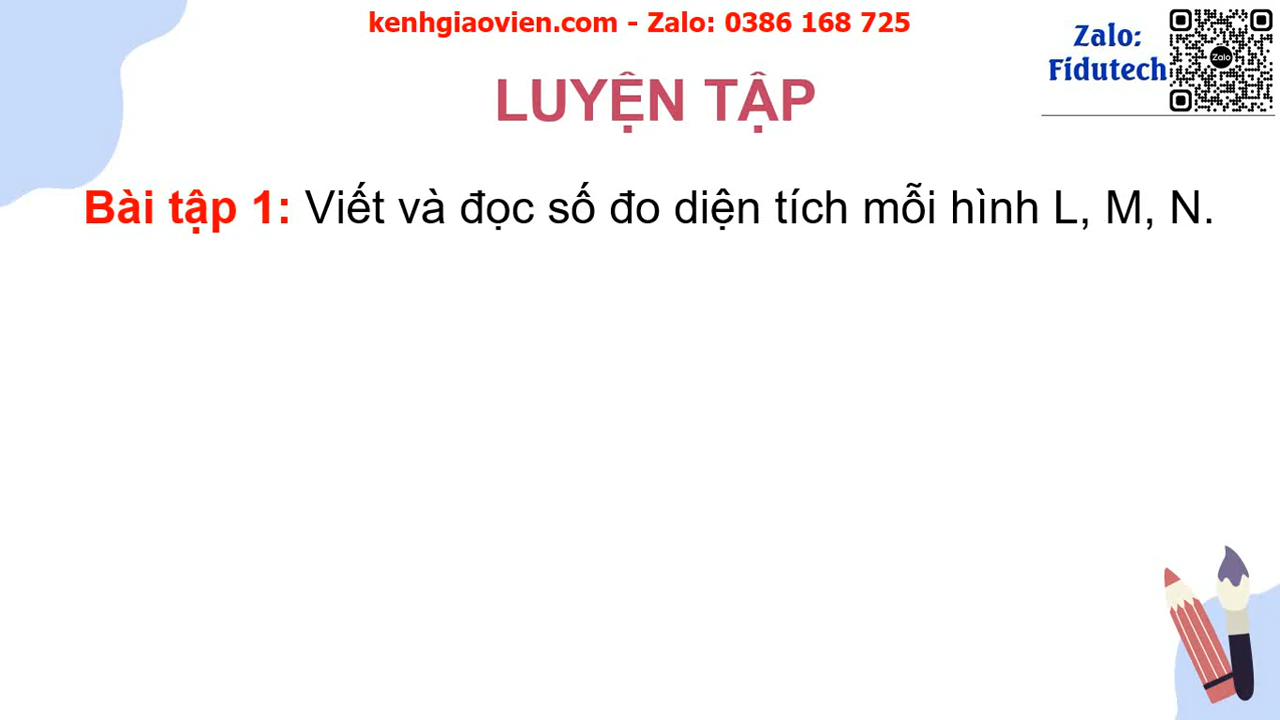 kenhgiaovien.com - Zalo: 0386 168 725
Zalo:
Fidutech
Zalo
LUYỆN TẬP
Bài tập 1: Viết và đọc số đo diện tích mỗi hình L, M, N.